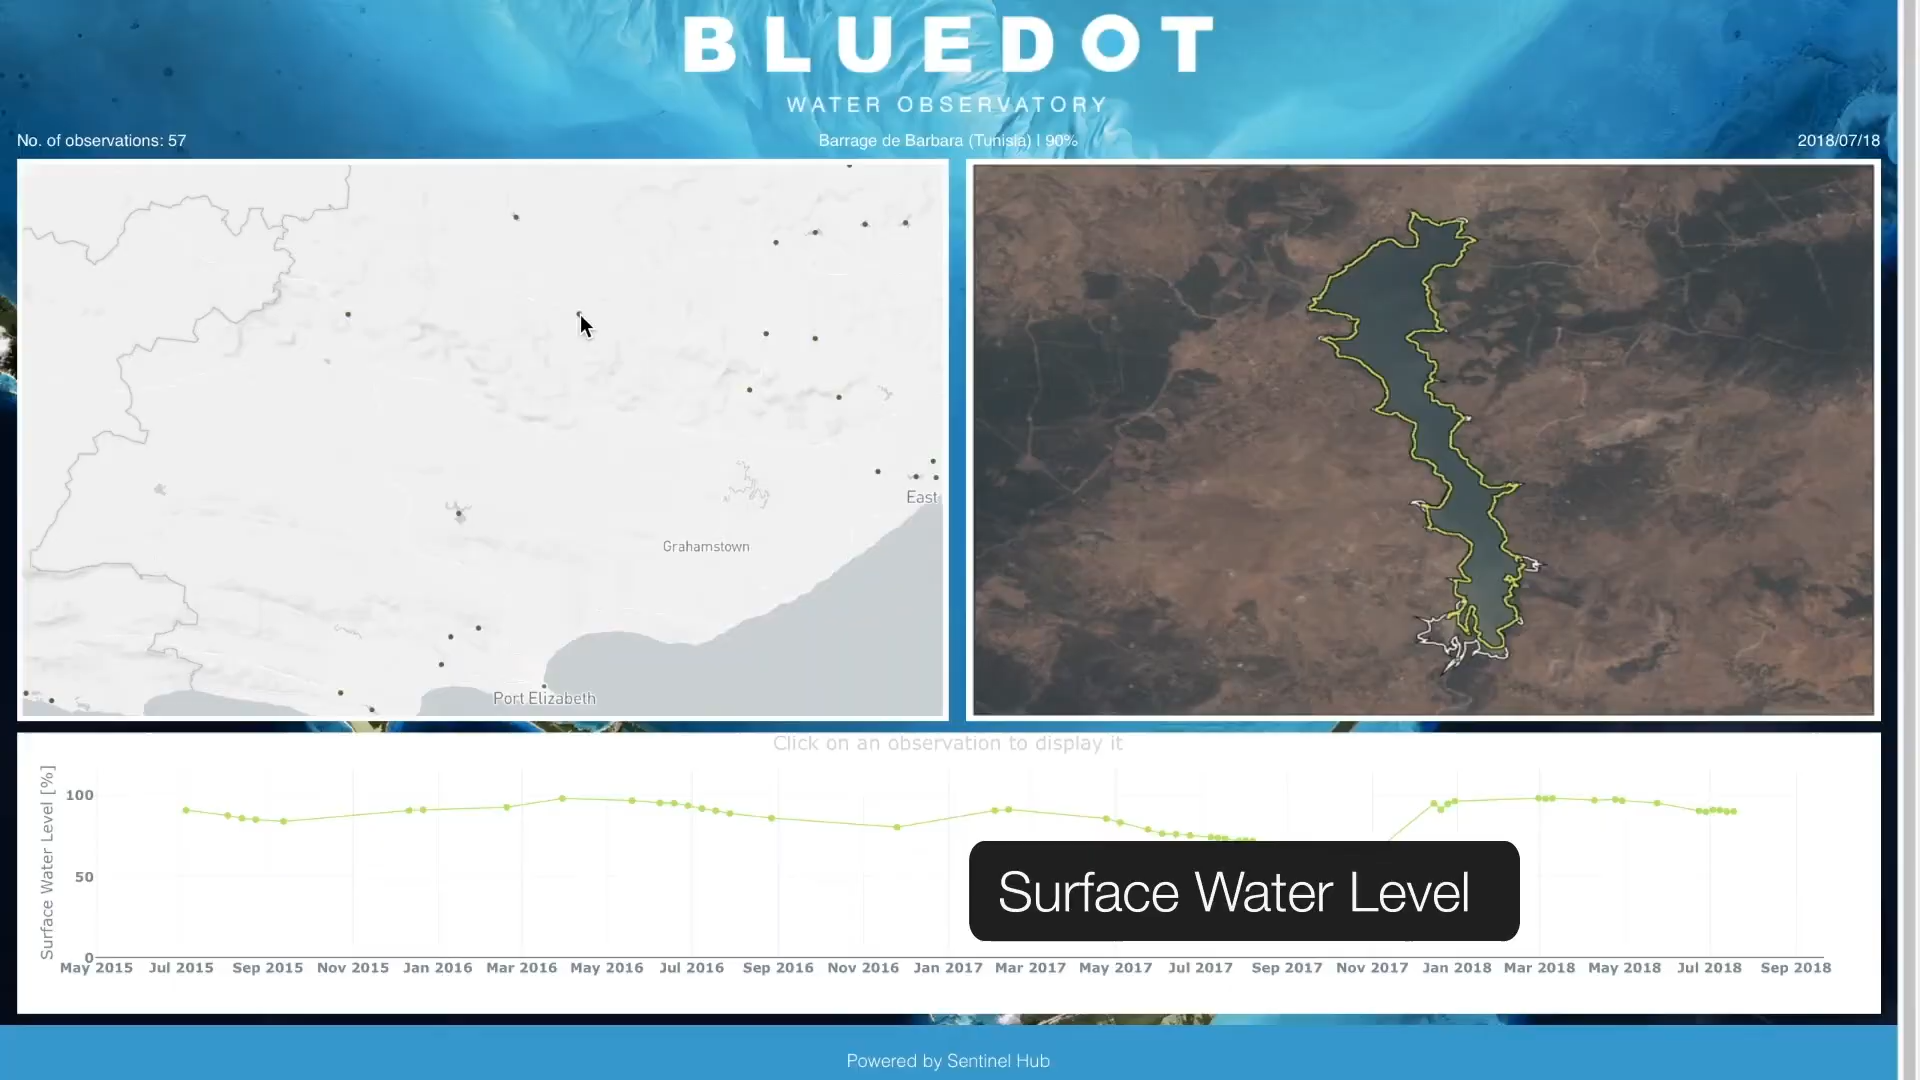 BLUEDOT
WATER OBSERVATORY
No. of observations: 57
Barrage de Barbara (Tunisia) | 90%
2018/07/18
East
Grahamstown
Port Elizabeth
Click on an observation to display it
Surface Water Level [%]
100
50
0
Surface Water Level
May 2015 Jul 2015 Sep 2015 Nov 2015 Jan 2016 Mar 2016 May 2016 Jul 2016 Sep 2016 Nov 2016 Jan 2017 Mar 2017 May 2017 Jul 2017 Sep 2017 Nov 2017 Jan 2018 Mar 2018 May 2018 Jul 2018 Sep 2018
Powered by Sentinel Hub